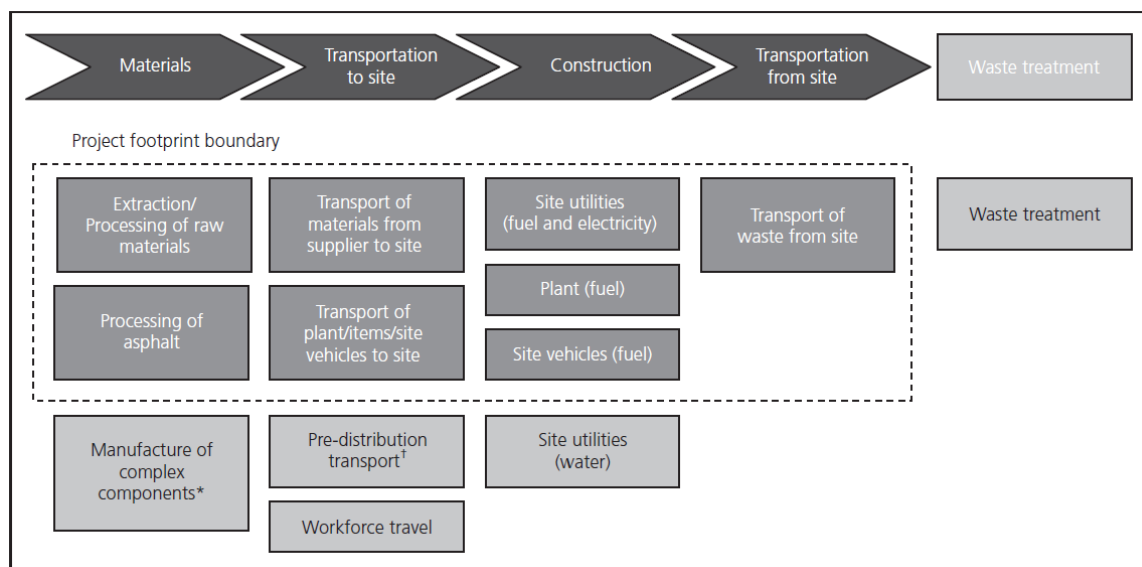 Materials
Transportation
to site
Construction
Transportation
from site
Waste treatment
Project footprint boundary
Extraction/
Processing of raw
materials
Transport of
materials from
supplier to site
Site utilities
(fuel and electricity)
Transport of
waste from site
Waste treatment
Plant (fuel)
Processing of
asphalt
Transport of
plant/items/site
vehicles to site
Site vehicles (fuel)
Manufacture of
complex
components*
Pre-distribution
transport†
Site utilities
(water)
Workforce travel